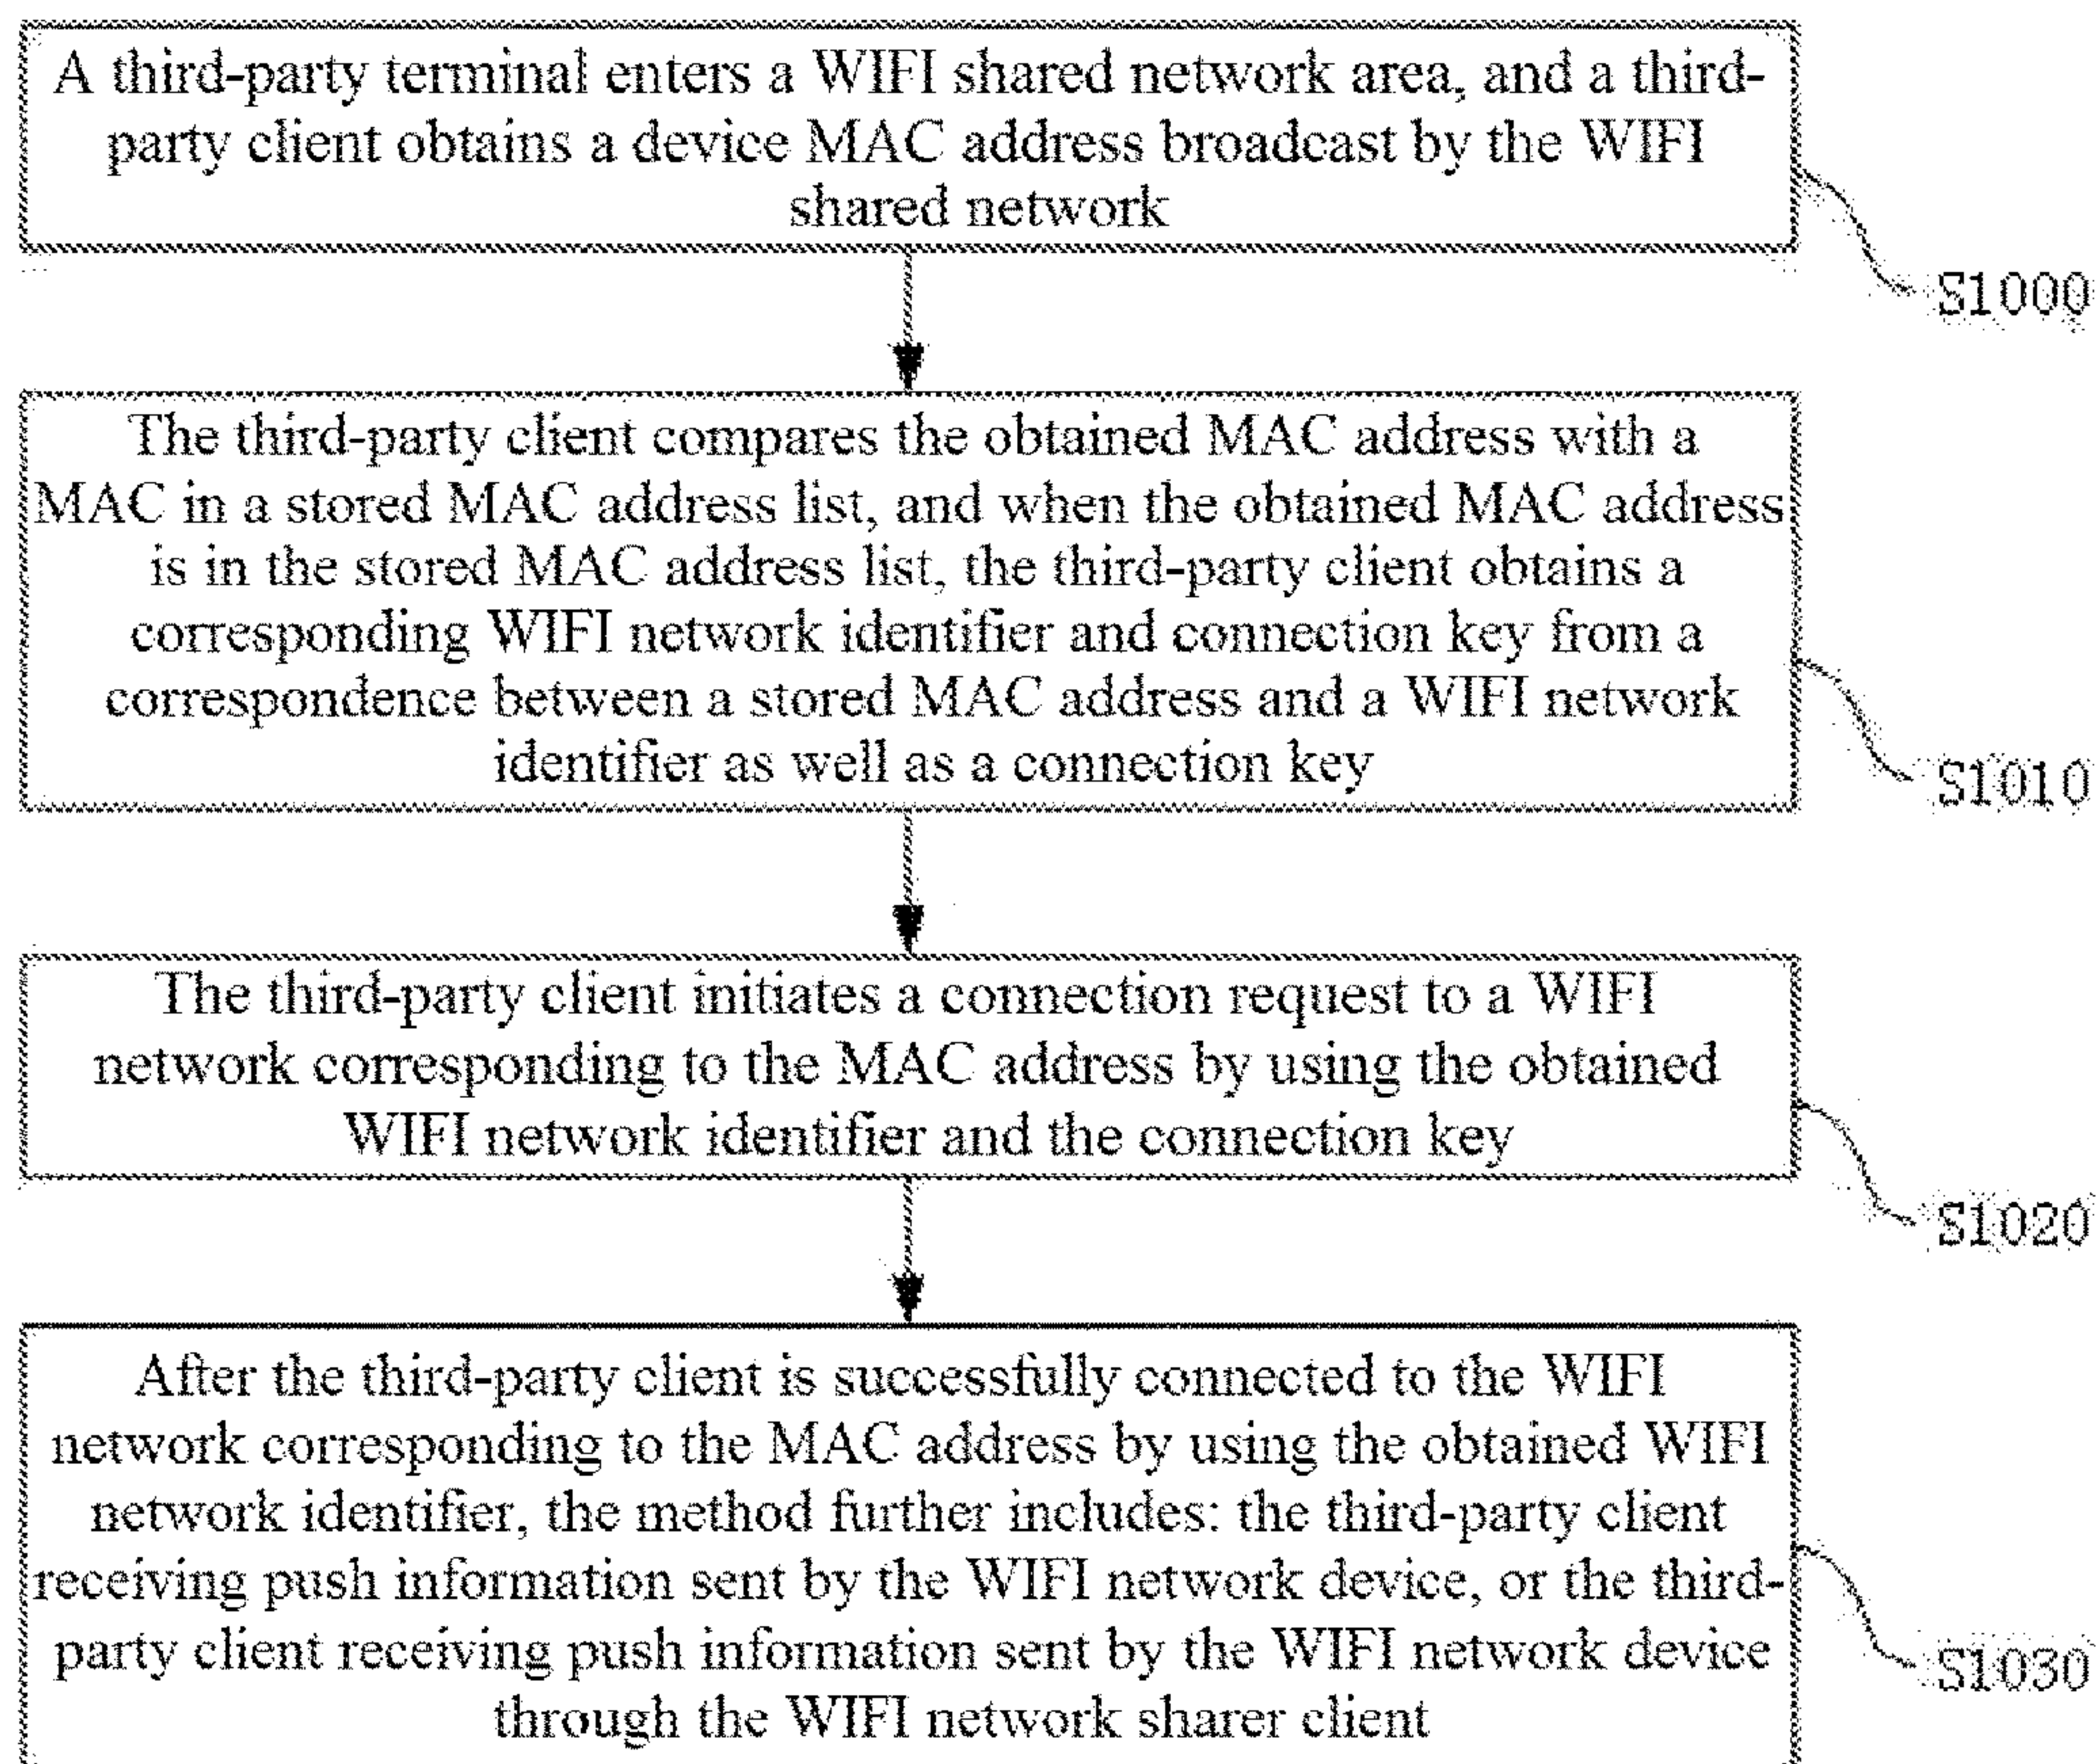 A third-party terminal enters a WIFI shared network area, and a third-
party client obtains a device MAC address broadcast by the WIFI
shared network
S1000
The third-party client compares the obtained MAC address with a
MAC in a stored MAC address list, and when the obtained MAC address
is in the stored MAC address list, the third-party client obtains a
corresponding WIFI network identifier and connection key from a
correspondence between a stored MAC address and a WIFI network
identifier as well as a connection key
S1010
The third-party client initiates a connection request to a WIFI
network corresponding to the MAC address by using the obtained
WIFI network identifier and the connection key
S1020
After the third-party client is successfully connected to the WIFI
network corresponding to the MAC address by using the obtained WIFI
network identifier, the method further includes: the third-party client
receiving push information sent by the WIFI network device, or the third-
party client receiving push information sent by the WIFI network device
through the WIFI network sharer client
S1030